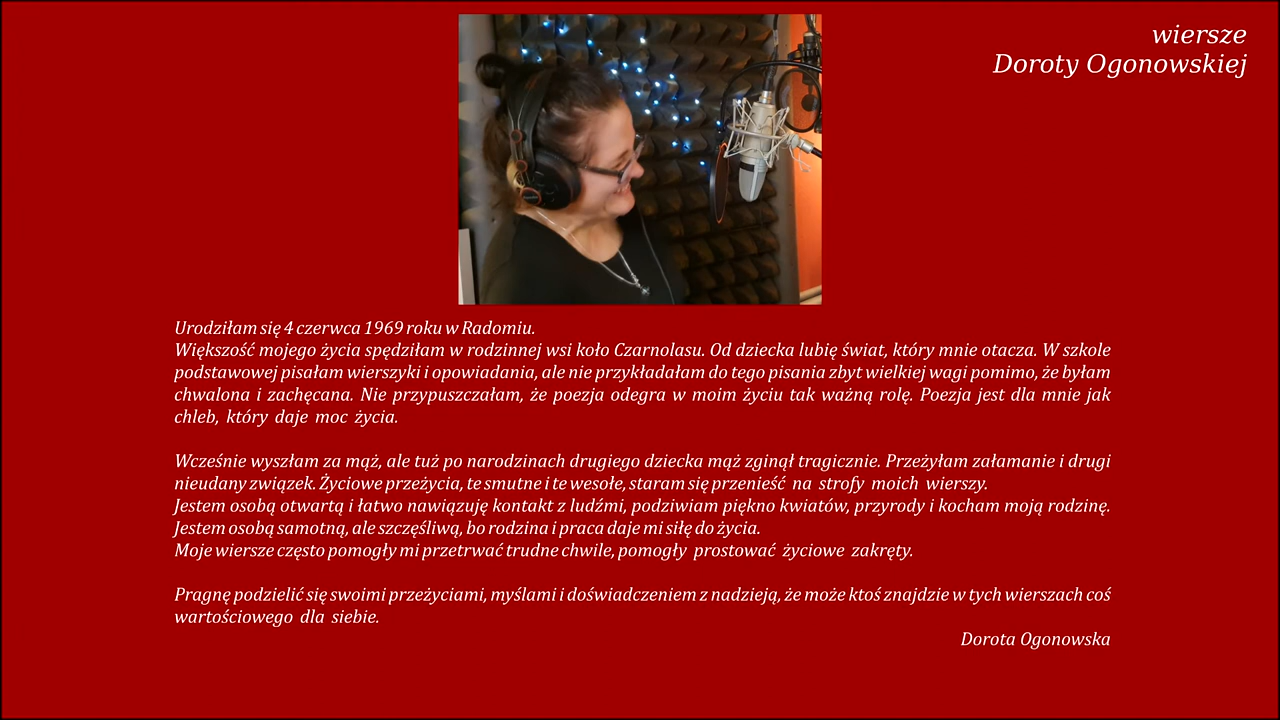 wiersze
Doroty Ogonowskiej
Urodziłam się 4 czerwca 1969 roku w Radomiu.
Większość mojego życia spędziłam w rodzinnej wsi koło Czarnolasu. Od dziecka lubię świat, który mnie otacza. W szkole
podstawowej pisałam wierszyki i opowiadania, ale nie przykładałam do tego pisania zbyt wielkiej wagi pomimo, że byłam
chwalona i zachęcana. Nie przypuszczałam, że poezja odegra w moim życiu tak ważną rolę. Poezja jest dla mnie jak
chleb, który daje moc życia.
Wcześnie wyszłam za mąż, ale tuż po narodzinach drugiego dziecka mąż zginął tragicznie. Przeżyłam załamanie i drugi
nieudany związek. Życiowe przeżycia, te smutne i te wesołe, staram się przenieść na strofy moich wierszy.
Jestem osobą otwartą i łatwo nawiązuję kontakt z ludźmi, podziwiam piękno kwiatów, przyrody i kocham moją rodzinę.
Jestem osobą samotną, ale szczęśliwą, bo rodzina i praca daje mi siłę do życia.
Moje wiersze często pomogły mi przetrwać trudne chwile, pomogły prostować życiowe zakręty.
Pragnę podzielić się swoimi przeżyciami, myślami i doświadczeniem z nadzieją, że może ktoś znajdzie w tych wierszach coś
wartościowego dla siebie.
Dorota Ogonowska